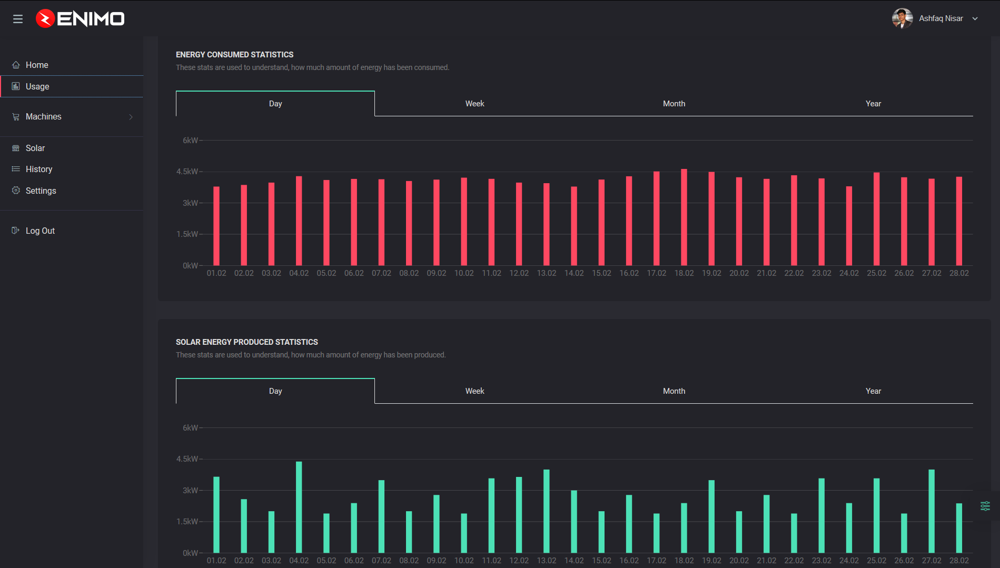 ENIMO
Ashfaq Nisar
Home
Usage
Machines
Solar
History
Settings
Log Out
ENERGY CONSUMED STATISTICS
These stats are used to understand, how much amount of energy has been consumed.
Day Week Month Year
6kW
4.5kW
3kW
1.5kW
0kW
01.02 02.02 03.02 04.02 05.02 06.02 07.02 08.02 09.02 10.02 11.02 12.02 13.02 14.02 15.02 16.02 17.02 18.02 19.02 20.02 21.02 22.02 23.02 24.02 25.02 26.02 27.02 28.02
SOLAR ENERGY PRODUCED STATISTICS
These stats are used to understand, how much amount of energy has been produced.
Day Week Month Year
6kW
4.5kW
3kW
1.5kW
0kW
01.02 02.02 03.02 04.02 05.02 06.02 07.02 08.02 09.02 10.02 11.02 12.02 13.02 14.02 15.02 16.02 17.02 18.02 19.02 20.02 21.02 22.02 23.02 24.02 25.02 26.02 27.02 28.02